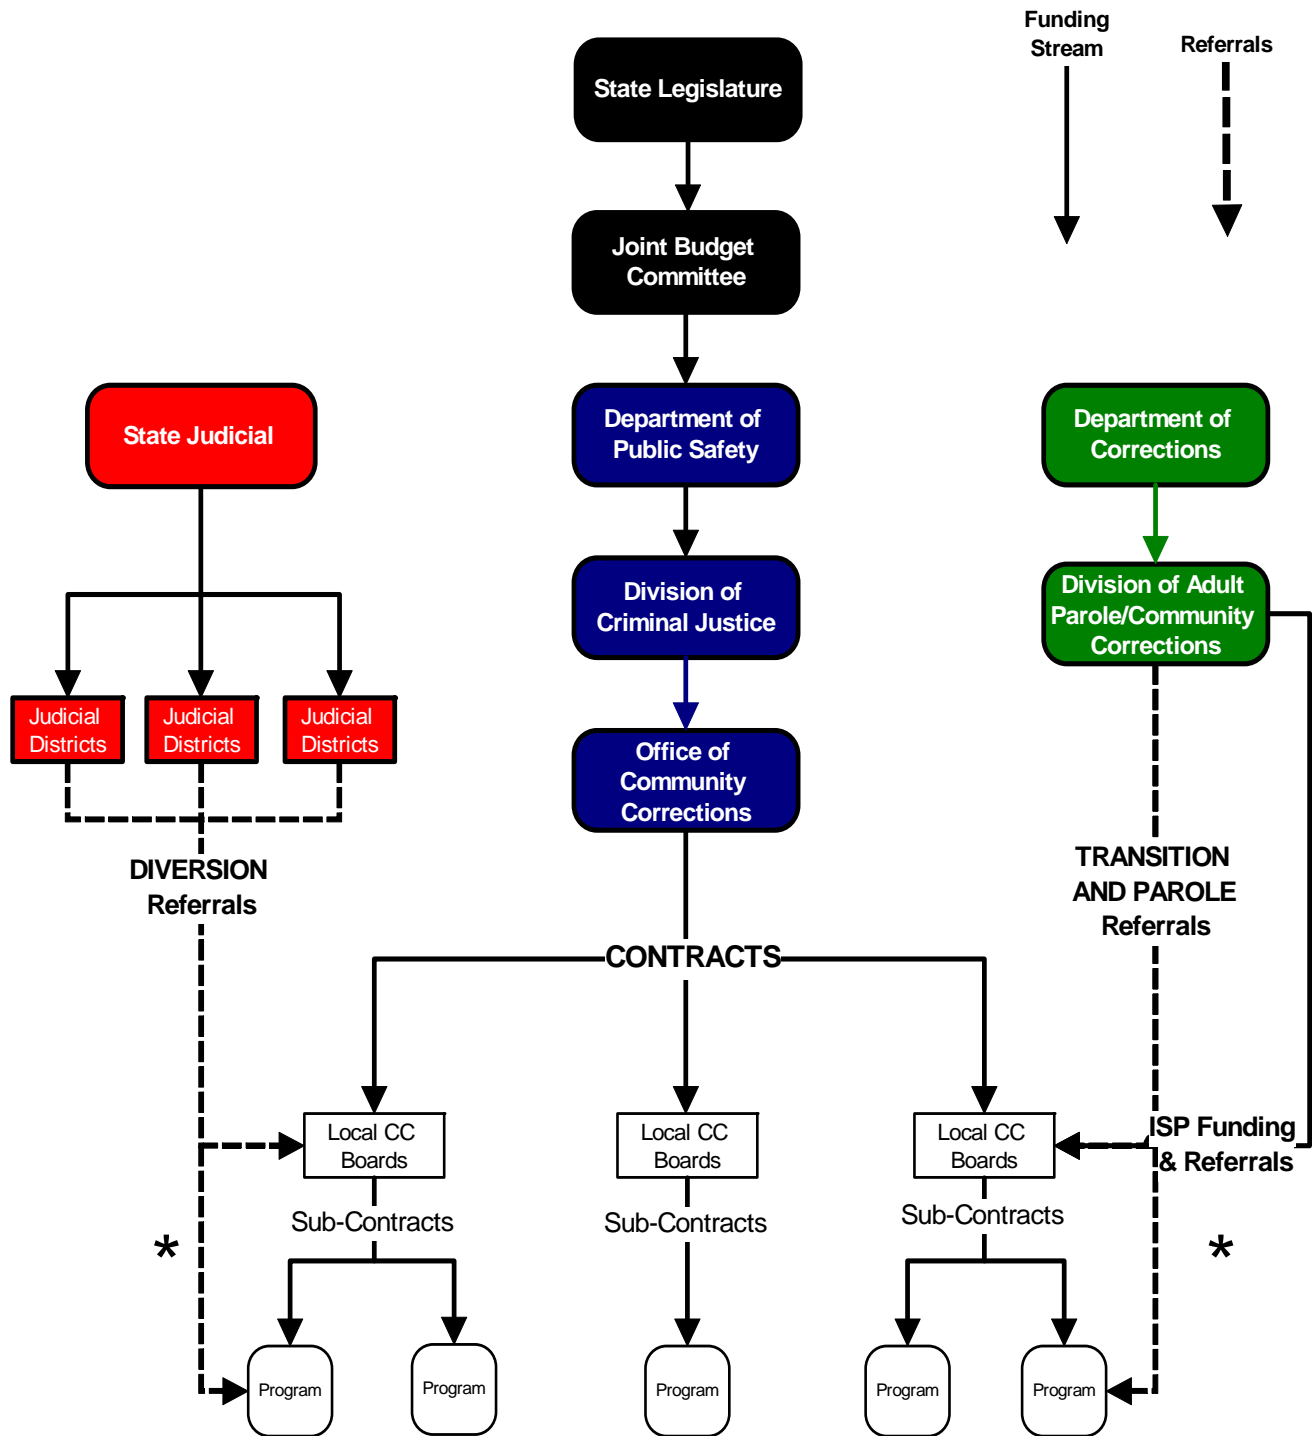 Funding
Stream
Referrals
State Legislature
Joint Budget
Committee
State Judicial
Department of
Public Safety
Department of
Corrections
Division of
Criminal Justice
Division of Adult
Parole/Community
Corrections
Judicial
Districts
Judicial
Districts
Judicial
Districts
Office of
Community
Corrections
DIVERSION
Referrals
TRANSITION
AND PAROLE
Referrals
CONTRACTS
Local CC
Boards
Local CC
Boards
Local CC
Boards
ISP Funding
& Referrals
Sub-Contracts
Sub-Contracts
Sub-Contracts
*
*
Program
Program
Program
Program
Program